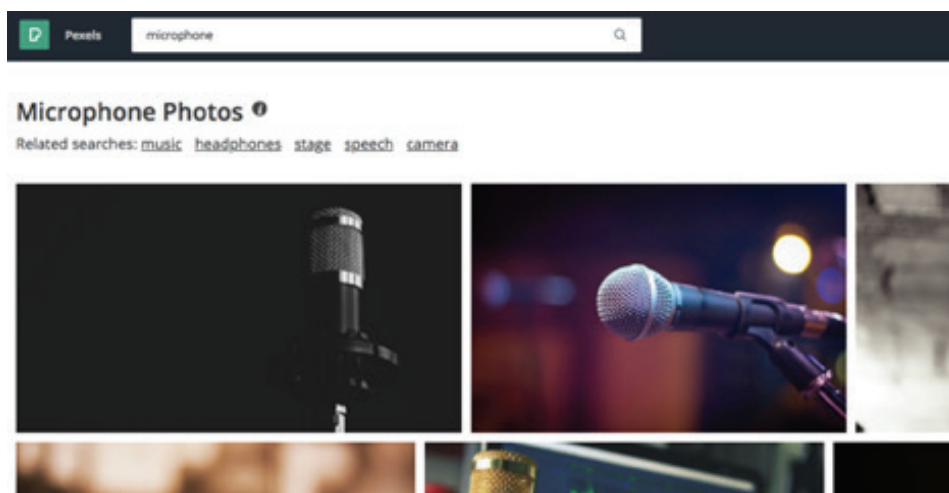 Pexels microphone
Microphone Photos
Related searches: music headphones stage speech camera